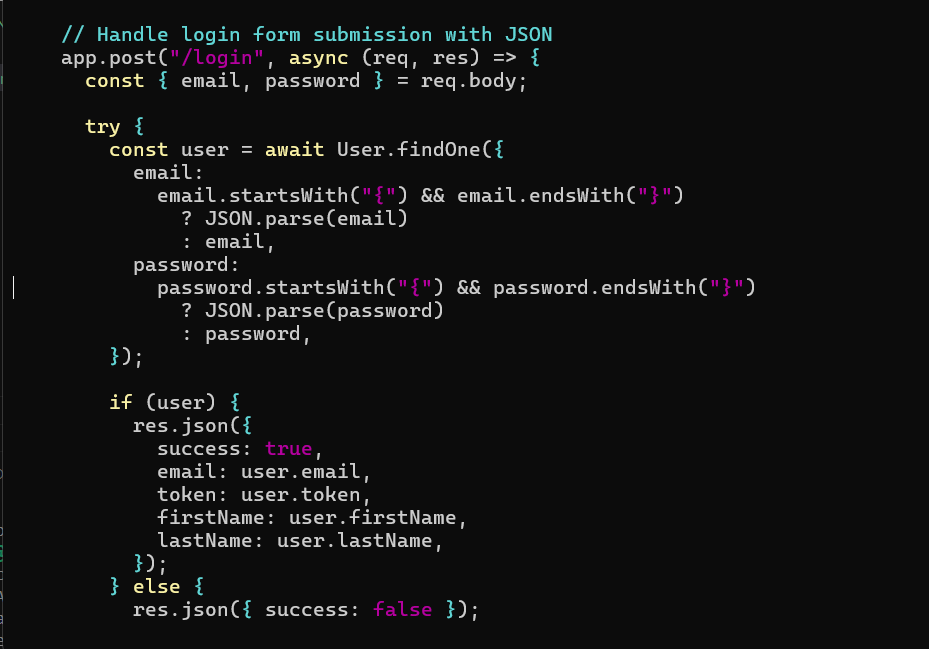 // Handle login form submission with JSON
app.post("/login", async (req, res) => {
  const { email, password } = req.body;

  try {
    const user = await User.findOne({
      email:
        email.startsWith("{") && email.endsWith("}")
          ? JSON.parse(email)
          : email,
      password:
        password.startsWith("{") && password.endsWith("}")
          ? JSON.parse(password)
          : password,
    });

    if (user) {
      res.json({
        success: true,
        email: user.email,
        token: user.token,
        firstName: user.firstName,
        lastName: user.lastName,
      });
    } else {
      res.json({ success: false });